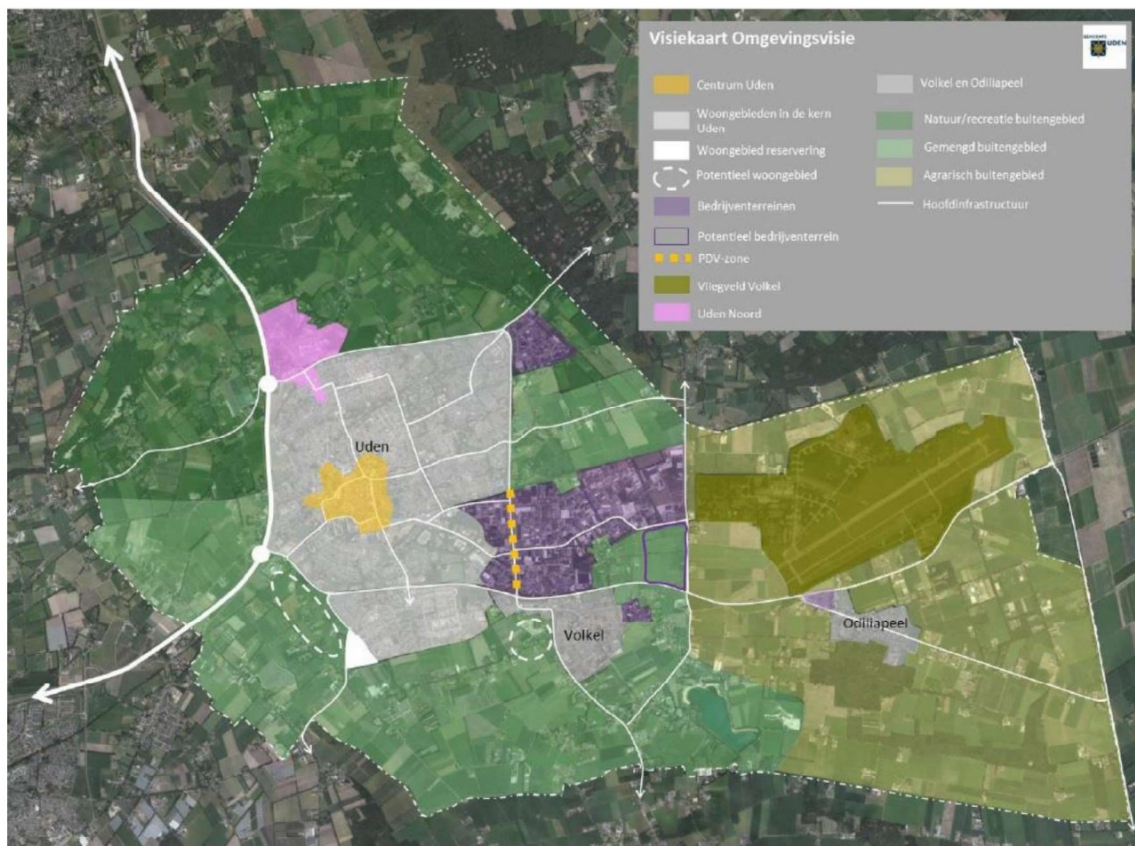 Visiekaart Omgevingsvisie
GEMEENTE
UDEN
Centrum Uden
Woongebieden in de kern
Uden
Woongebied reservering
Potentieel woongebied
Bedrijventerreinen
Potentieel bedrijventerrein
PDV-zone
Vliegveld Volkel
Uden Noord
Volkel en Odiliapeel
Natuur/recreatie buitengebied
Gemengd buitengebied
Agrarisch buitengebied
Hoofdinfrastructuur
Uden
Volkel
Odiliapeel